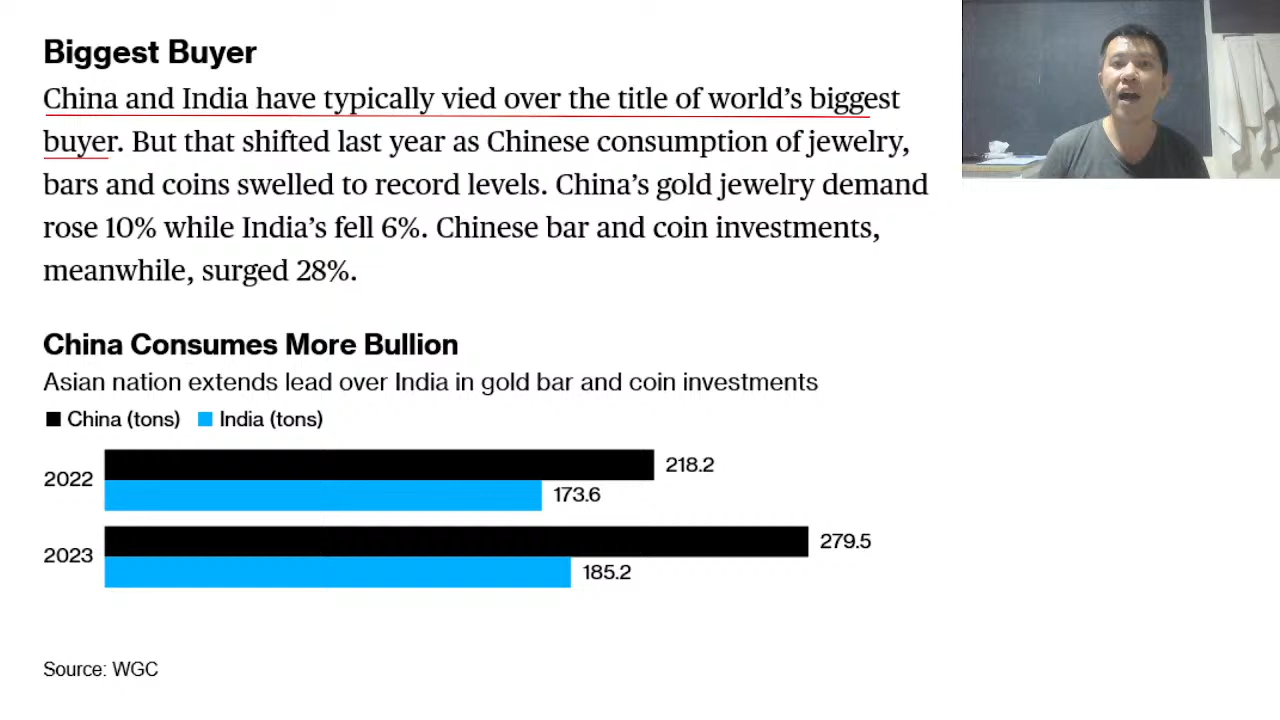 Biggest Buyer
China and India have typically vied over the title of world’s biggest
buyer. But that shifted last year as Chinese consumption of jewelry,
bars and coins swelled to record levels. China’s gold jewelry demand
rose 10% while India’s fell 6%. Chinese bar and coin investments,
meanwhile, surged 28%.
China Consumes More Bullion
Asian nation extends lead over India in gold bar and coin investments
China (tons) India (tons)
2022
218.2
173.6
2023
279.5
185.2
Source: WGC